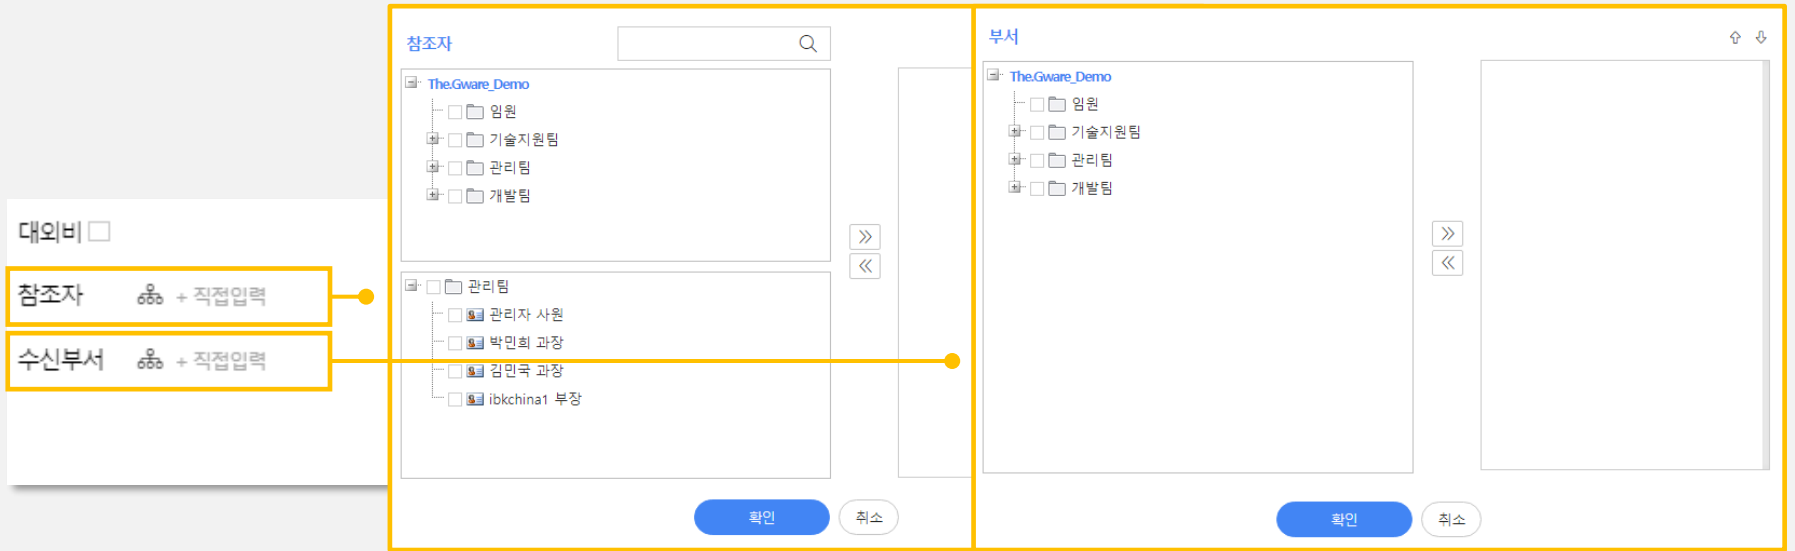 대외비
참조자 + 직접입력
수신부서 + 직접입력
참조자
The.Gware_Demo
임원
기술지원팀
관리팀
개발팀
관리팀
관리자 사원
박민희 과장
김민국 과장
ibkchina1 부장
확인 취소
부서
The.Gware_Demo
임원
기술지원팀
관리팀
개발팀
확인 취소